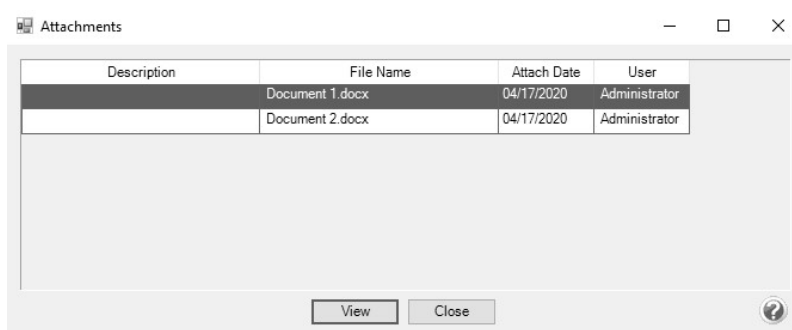 Attachments
Description File Name Attach Date User
Document 1.docx 04/17/2020 Administrator
Document 2.docx 04/17/2020 Administrator
View Close ?